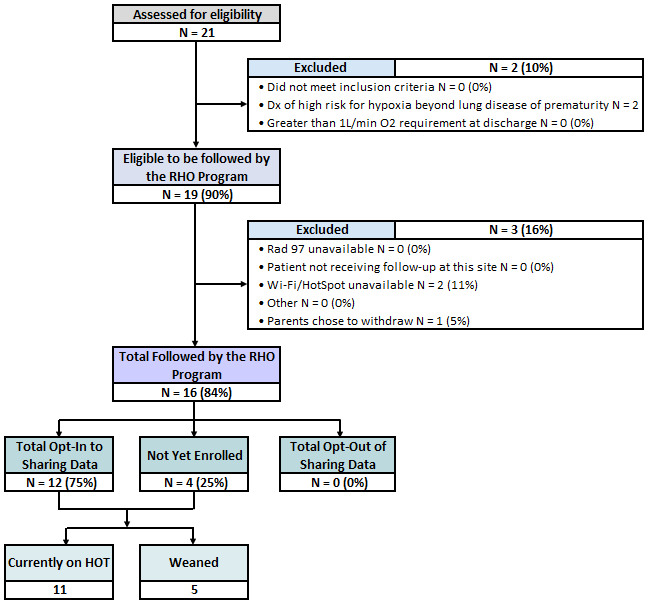 Assessed for eligibility
N = 21
Excluded
N = 2 (10%)
• Did not meet inclusion criteria N = 0 (0%)
• Dx of high risk for hypoxia beyond lung disease of prematurity N = 2
• Greater than 1L/min O2 requirement at discharge N = 0 (0%)
Eligible to be followed by
the RHO Program
N = 19 (90%)
Excluded
N = 3 (16%)
• Rad 97 unavailable N = 0 (0%)
• Patient not receiving follow-up at this site N = 0 (0%)
• Wi-Fi/HotSpot unavailable N = 2 (11%)
• Other N = 0 (0%)
• Parents chose to withdraw N = 1 (5%)
Total Followed by the RHO
Program
N = 16 (84%)
Total Opt-In to
Sharing Data
N = 12 (75%)
Not Yet Enrolled
N = 4 (25%)
Total Opt-Out of
Sharing Data
N = 0 (0%)
Currently on HOT
11
Weaned
5